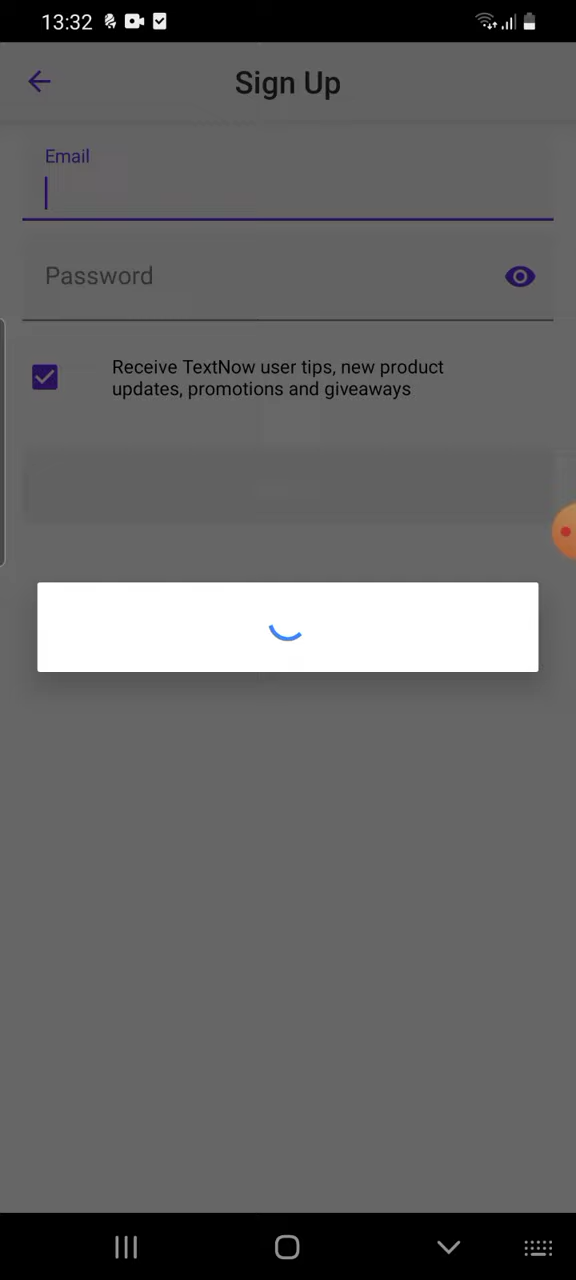 13:32
Sign Up
Email
Password
Receive TextNow user tips, new product
updates, promotions and giveaways